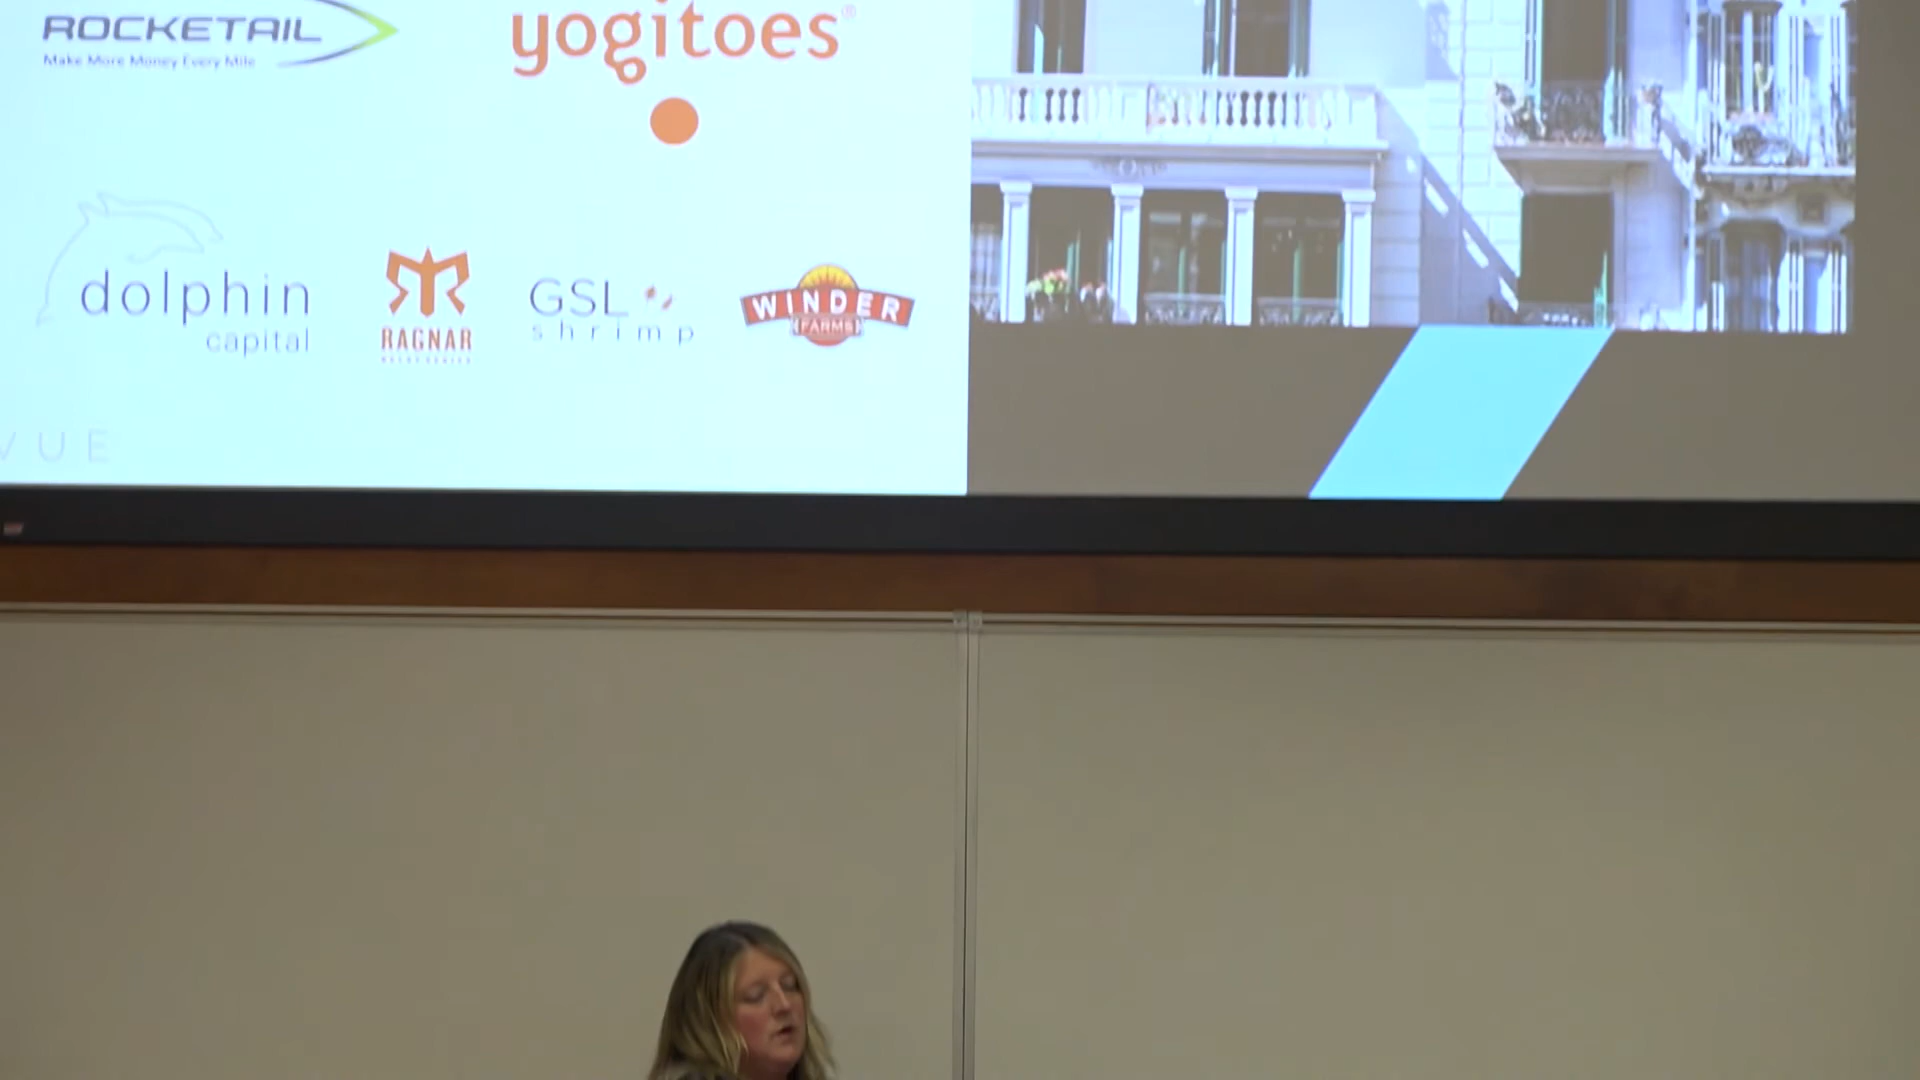 ROCKETAIL
Make More Money Every Mile
yogitoes®
dolphin
capital
RAGNAR
GSL
shrimp
WINDER
FARMS
VUE